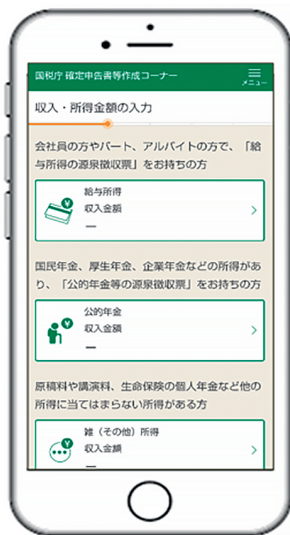 国税庁 確定申告書等作成コーナー
メニュー
収入・所得金額の入力
会社員の方やパート、アルバイトの方で、「給
与所得の源泉徴収票」をお持ちの方
給与所得
収入金額
―
国民年金、厚生年金、企業年金などの所得があ
り、「公的年金等の源泉徴収票」をお持ちの方
公的年金
収入金額
―
原稿料や講演料、生命保険の個人年金など他の
所得に当てはまらない所得がある方
雑（その他）所得
収入金額
―